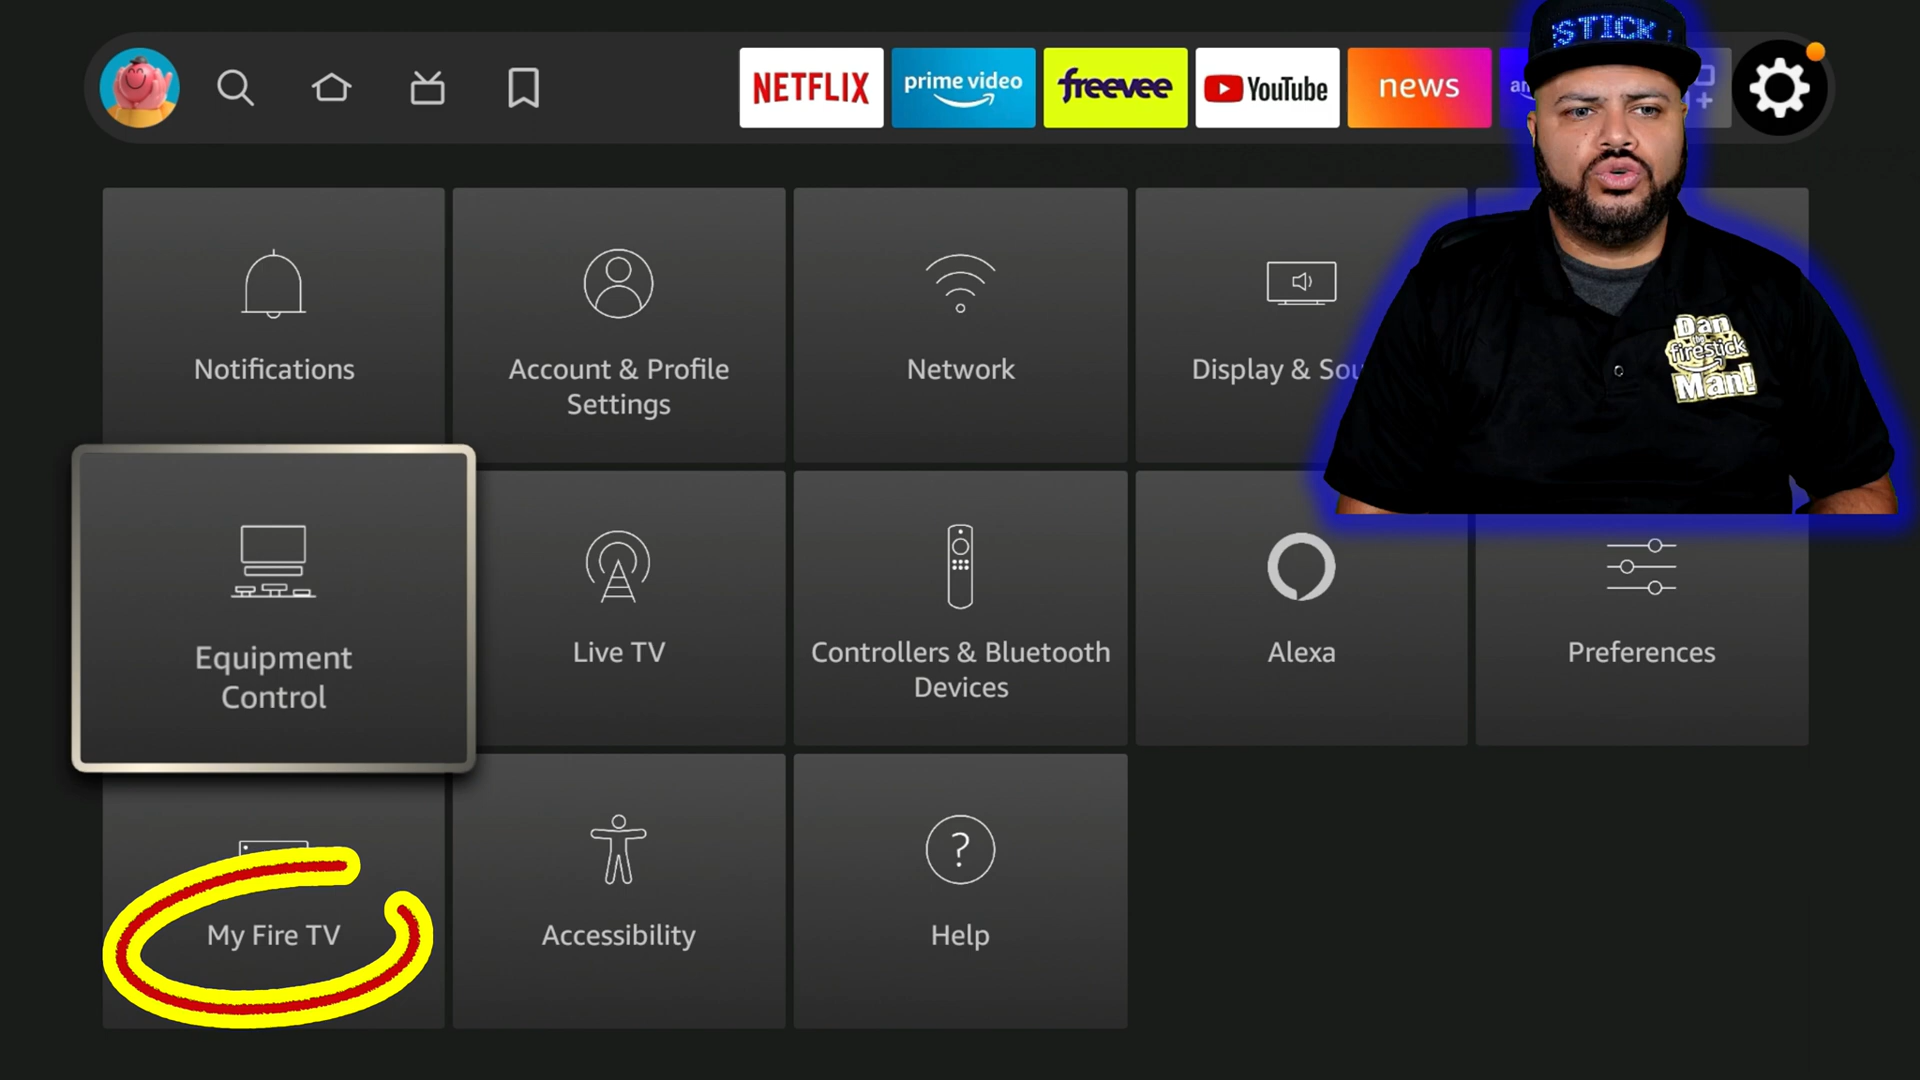 STICK
NETFLIX
prime video
freevee
YouTube
news
Notifications
Account & Profile
Settings
Network
Display & Sou
Dan
the
firestick
Man!
Equipment
Control
Live TV
Controllers & Bluetooth
Devices
Alexa
Preferences
My Fire TV
Accessibility
?
Help